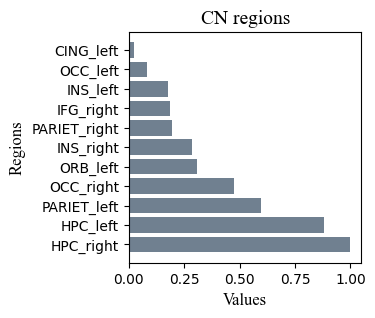 CN regions
CING_left
OCC_left
INS_left
IFG_right
PARIET_right
INS_right
ORB_left
OCC_right
PARIET_left
HPC_left
HPC_right
Regions
0.00 0.25 0.50 0.75 1.00
Values